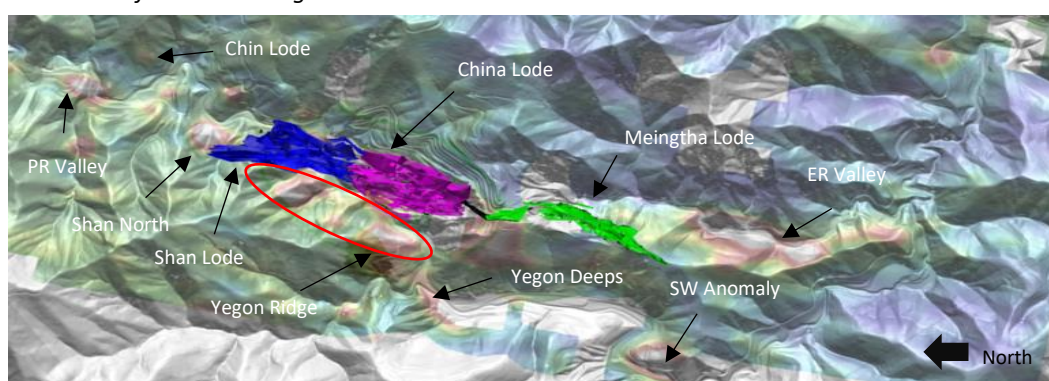 Chin Lode
China Lode
Meingtha Lode
PR Valley
ER Valley
Shan North
Shan Lode
Yegon Deeps
SW Anomaly
Yegon Ridge
North